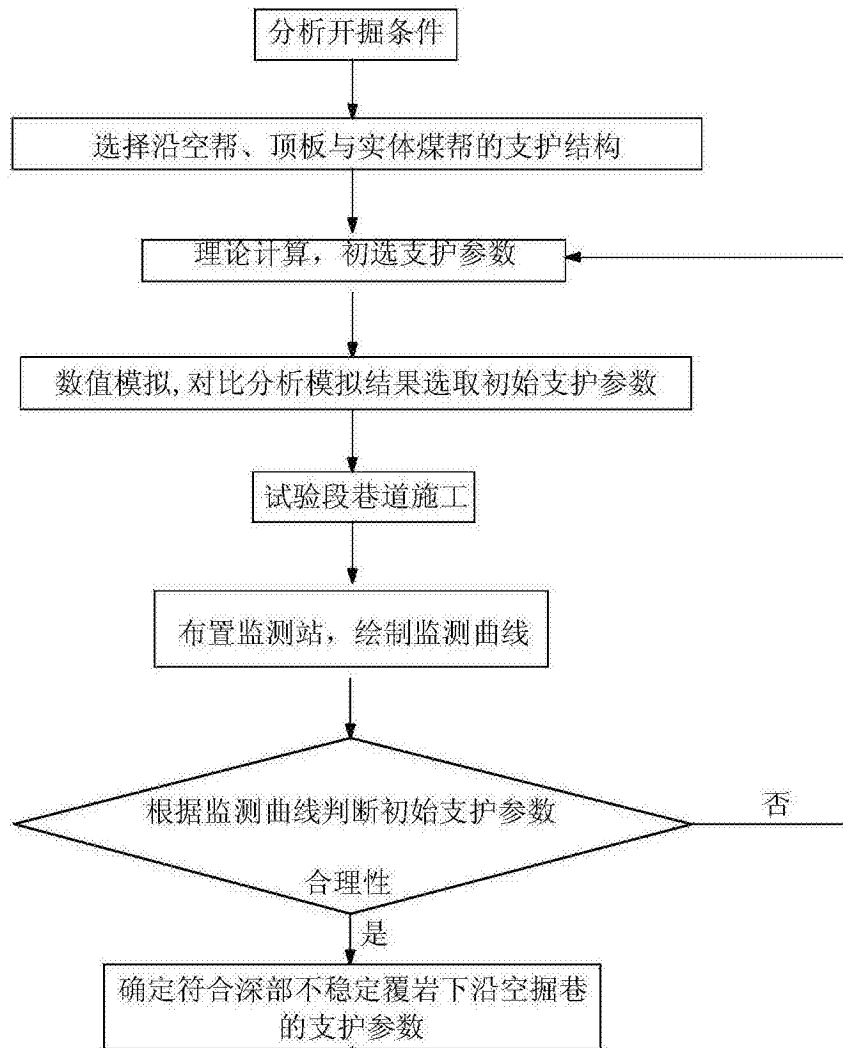 分析开掘条件
选择沿空帮、顶板与实体煤帮的支护结构
理论计算，初选支护参数
数值模拟,对比分析模拟结果选取初始支护参数
试验段巷道施工
布置监测站，绘制监测曲线
根据监测曲线判断初始支护参数
合理性
否
是
确定符合深部不稳定覆岩下沿空掘巷
的支护参数